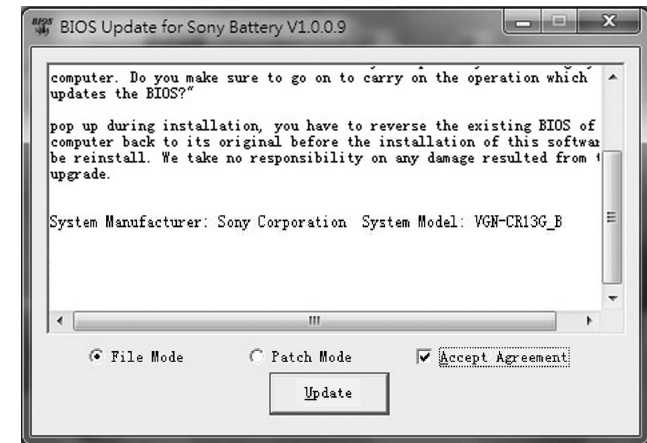 BIOS
BIOS Update for Sony Battery V1.0.0.9
computer. Do you make sure to go on to carry on the operation which
updates the BIOS?"
pop up during installation, you have to reverse the existing BIOS of
computer back to its original before the installation of this softwar
be reinstall. We take no responsibility on any damage resulted from t
upgrade.
System Manufacturer: Sony Corporation System Model: VGN-CR13G_B
File Mode Patch Mode Accept Agreement
Update